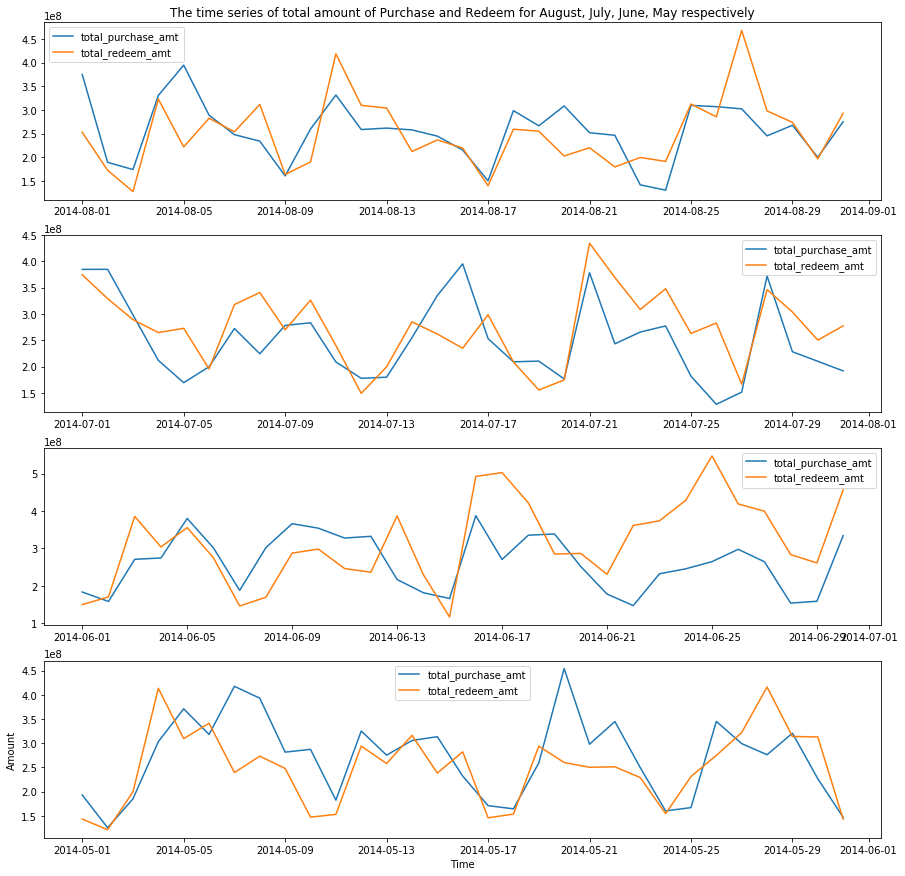 The time series of total amount of Purchase and Redeem for August, July, June, May respectively
1e8
total_purchase_amt
total_redeem_amt
4.5
4.0
3.5
3.0
2.5
2.0
1.5
2014-08-01 2014-08-05 2014-08-09 2014-08-13 2014-08-17 2014-08-21 2014-08-25 2014-08-29 2014-09-01
1e8
total_purchase_amt
total_redeem_amt
4.5
4.0
3.5
3.0
2.5
2.0
1.5
2014-07-01 2014-07-05 2014-07-09 2014-07-13 2014-07-17 2014-07-21 2014-07-25 2014-07-29 2014-08-01
1e8
total_purchase_amt
total_redeem_amt
5
4
3
2
1
2014-06-01 2014-06-05 2014-06-09 2014-06-13 2014-06-17 2014-06-21 2014-06-25 2014-06-29 2014-07-01
1e8
total_purchase_amt
total_redeem_amt
4.5
4.0
3.5
3.0
2.5
2.0
1.5
Amount
2014-05-01 2014-05-05 2014-05-09 2014-05-13 2014-05-17 2014-05-21 2014-05-25 2014-05-29 2014-06-01
Time